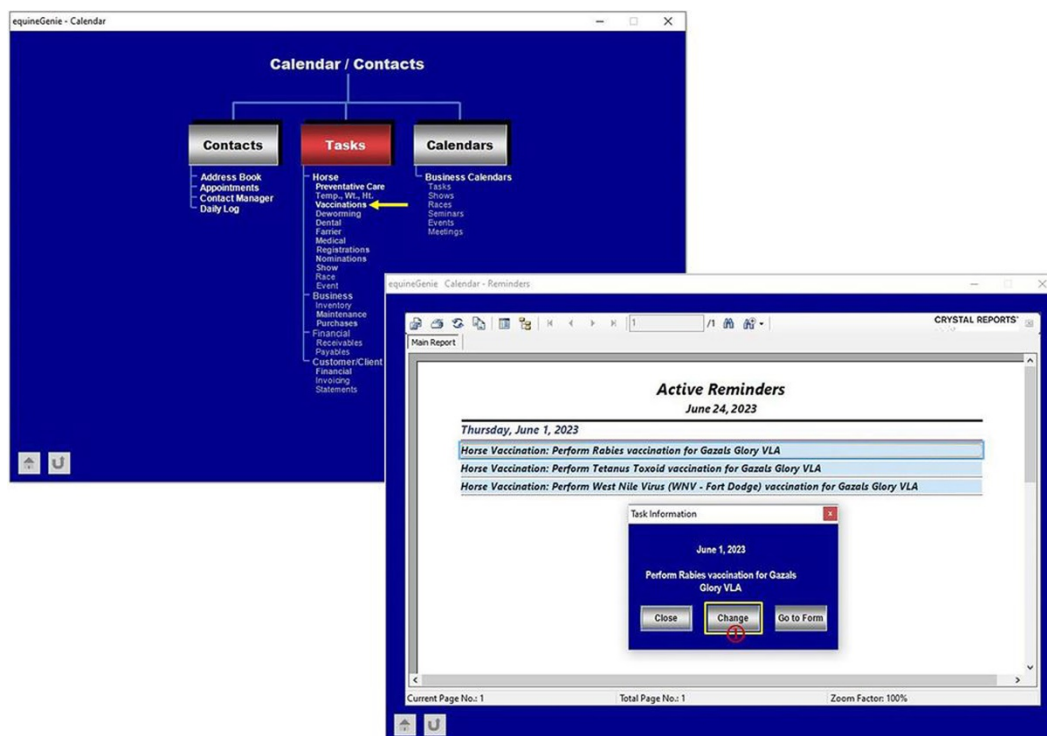 equineGenie - Calendar
Calendar / Contacts
Contacts
Address Book
Appointments
Contact Manager
Daily Log
Tasks
Horse
Preventative Care
Temp., Wt., Ht.
Vaccinations
Deworming
Dental
Farrier
Medical
Registrations
Nominations
Show
Race
Event
Business
Inventory
Maintenance
Purchases
Financial
Receivables
Payables
Customer/Client
Financial
Invoicing
Statements
Calendars
Business Calendars
Tasks
Shows
Races
Seminars
Events
Meetings
equineGenie Calendar - Reminders
1 /1
CRYSTAL REPORTS
Main Report
Active Reminders
June 24, 2023
Thursday, June 1, 2023
Horse Vaccination: Perform Rabies vaccination for Gazals Glory VLA
Horse Vaccination: Perform Tetanus Toxoid vaccination for Gazals Glory VLA
Horse Vaccination: Perform West Nile Virus (WNV - Fort Dodge) vaccination for Gazals Glory VLA
Task Information
June 1, 2023
Perform Rabies vaccination for Gazals
Glory VLA
Close Change Go to Form
1
Current Page No.: 1 Total Page No.: 1 Zoom Factor: 100%